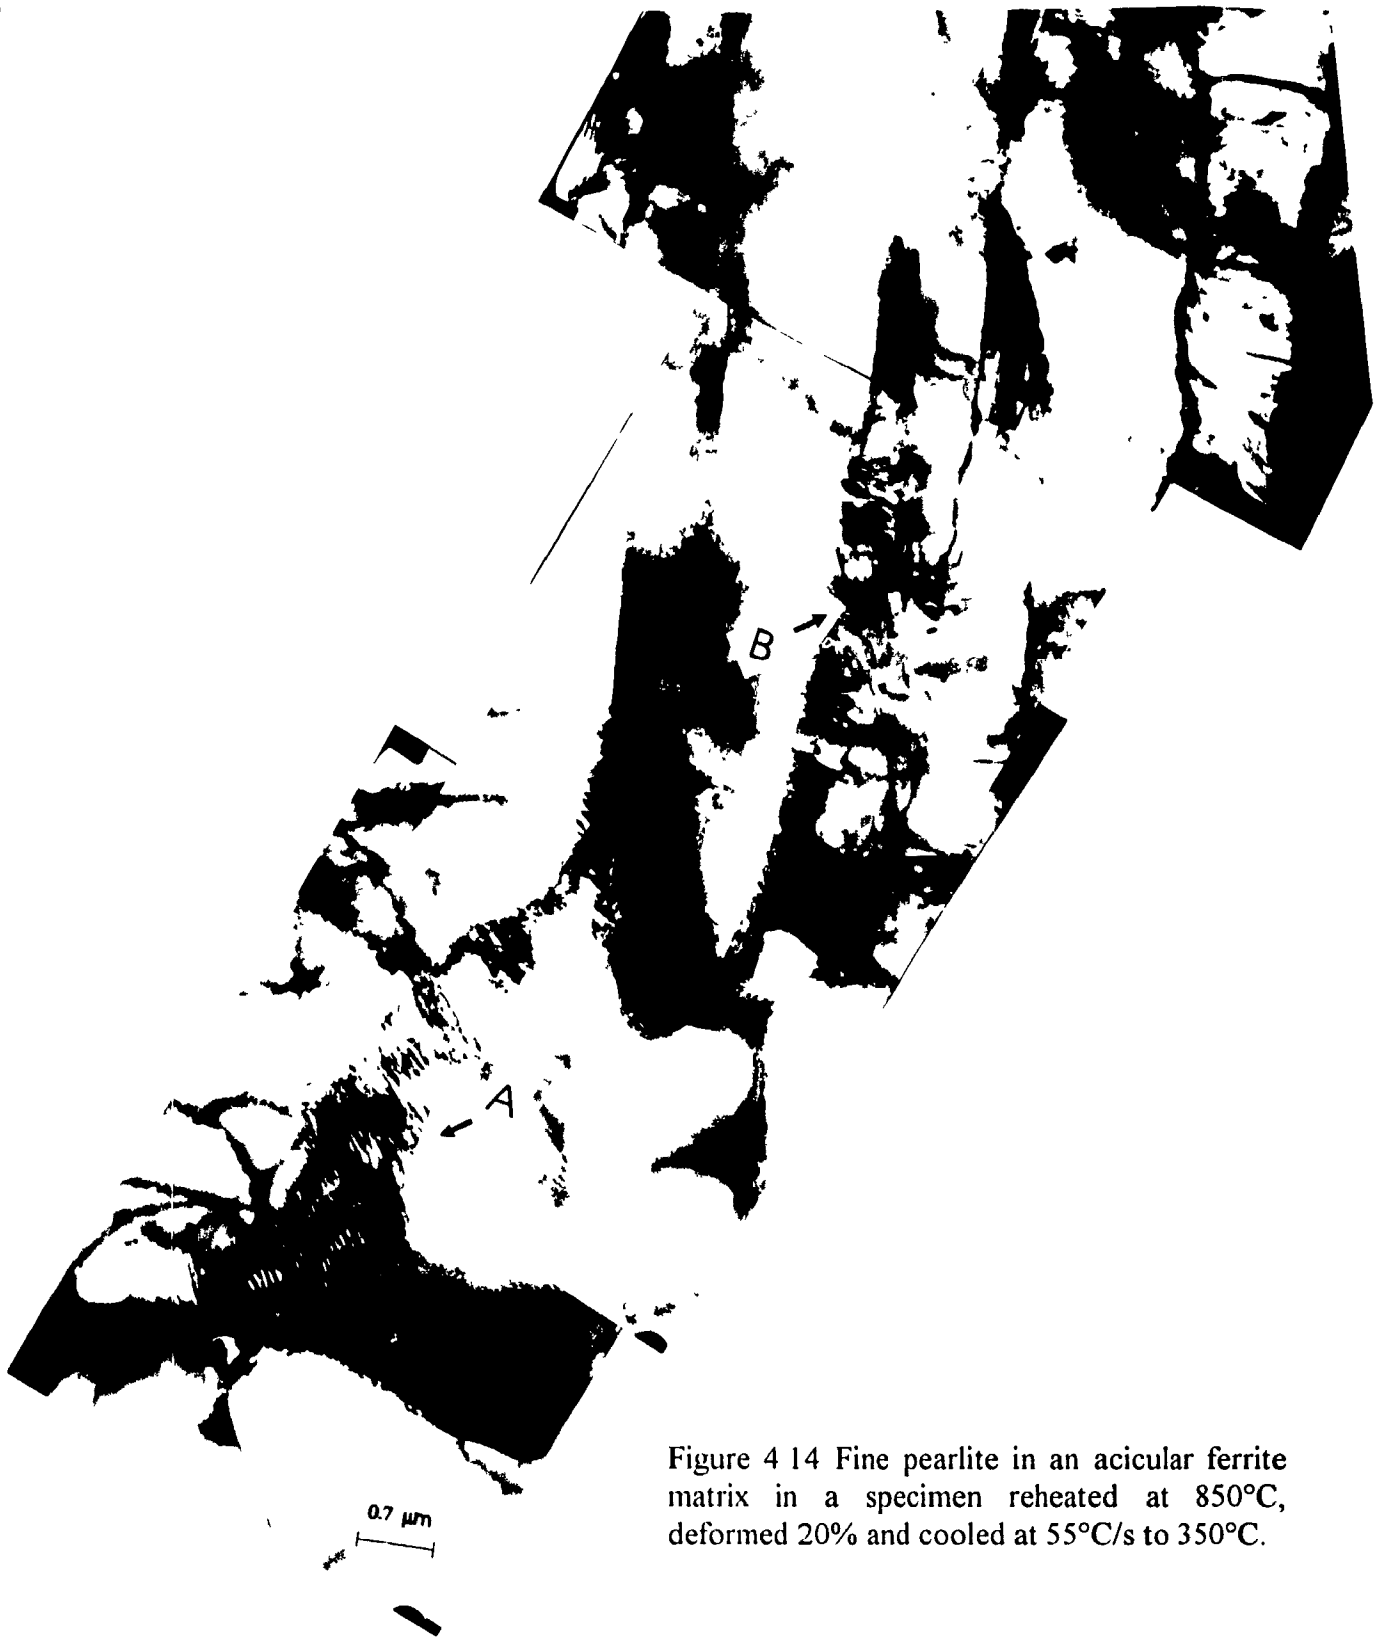 B
A
0.7 μm
Figure 4 14 Fine pearlite in an acicular ferrite
matrix in a specimen reheated at 850°C,
deformed 20% and cooled at 55°C/s to 350°C.